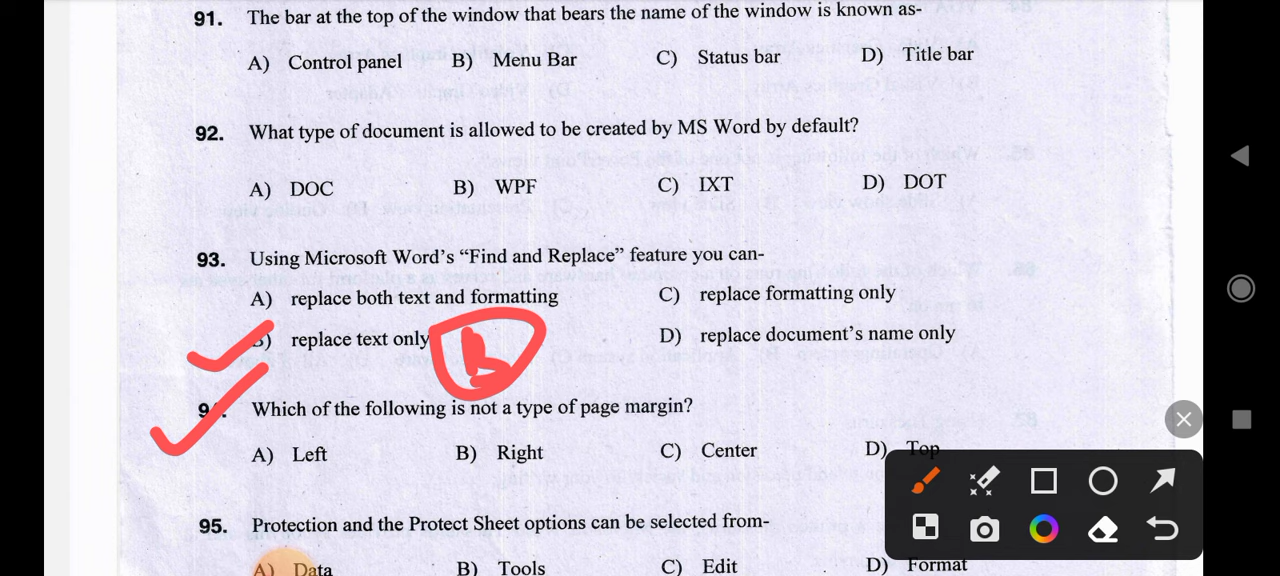 91. The bar at the top of the window that bears the name of the window is known as-
A) Control panel B) Menu Bar C) Status bar D) Title bar
92. What type of document is allowed to be created by MS Word by default?
A) DOC B) WPF C) IXT D) DOT
93. Using Microsoft Word's “Find and Replace” feature you can-
A) replace both text and formatting C) replace formatting only
B) replace text only b D) replace document's name only
94. Which of the following is not a type of page margin?
A) Left B) Right C) Center D) Top
95. Protection and the Protect Sheet options can be selected from-
A) Data B) Tools C) Edit D) Format